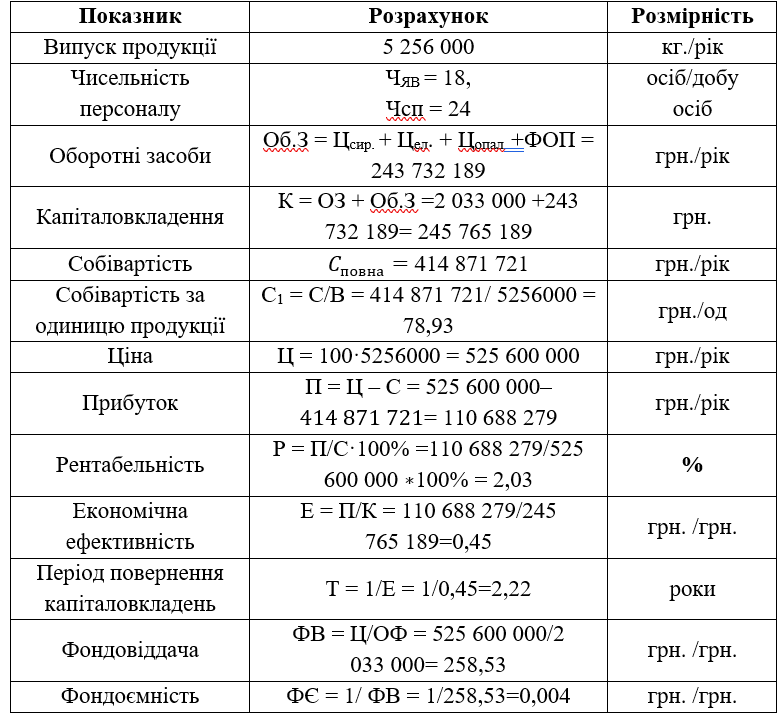 Показник Розрахунок Розмірність
Випуск продукції 5 256 000 кг./рік
Чисельність персоналу
Ч_ЯВ = 18,
Чсп = 24
осіб/добу
осіб
Оборотні засоби
Об.З = Цсир. + Цел. + Цопад. +ФОП =
243 732 189
грн./рік
Капіталовкладення
К = ОЗ + Об.З =2 033 000 +243
732 189= 245 765 189
грн.
Собівартість 𝐶повна = 414 871 721 грн./рік
Собівартість за
одиницю продукції
С₁ = С/В = 414 871 721/ 5256000 =
78,93
грн./од
Ціна Ц = 100·5256000 = 525 600 000 грн./рік
Прибуток
П = Ц – С = 525 600 000–
414 871 721= 110 688 279
грн./рік
Рентабельність
Р = П/С·100% =110 688 279/525
600 000 *100% = 2,03
%
Економічна
ефективність
Е = П/К = 110 688 279/245
765 189=0,45
грн. /грн.
Період повернення
капіталовкладень
Т = 1/Е = 1/0,45=2,22
роки
Фондовіддача
ФВ = Ц/ОФ = 525 600 000/2
033 000= 258,53
грн. /грн.
Фондоємність ФЄ = 1/ ФВ = 1/258,53=0,004 грн. /грн.